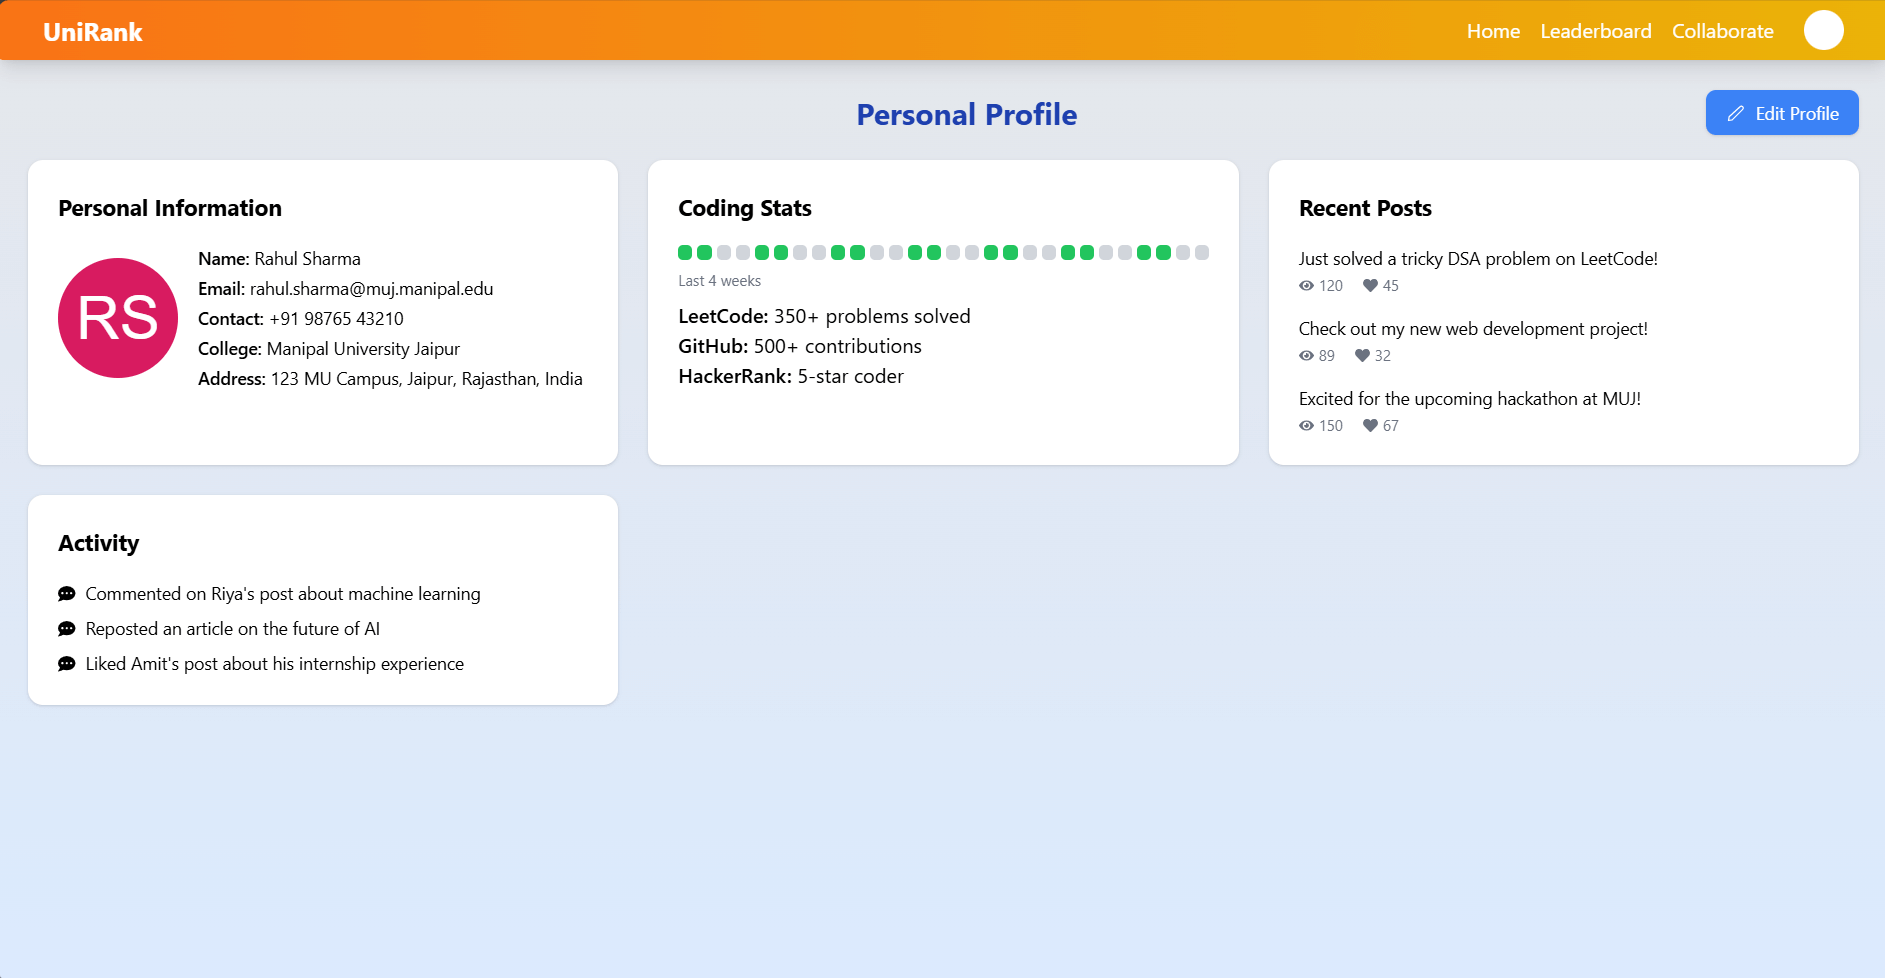 UniRank
Home Leaderboard Collaborate
Personal Profile
Edit Profile
Personal Information
RS
Name: Rahul Sharma
Email: rahul.sharma@muj.manipal.edu
Contact: +91 98765 43210
College: Manipal University Jaipur
Address: 123 MU Campus, Jaipur, Rajasthan, India
Coding Stats
Last 4 weeks
LeetCode: 350+ problems solved
GitHub: 500+ contributions
HackerRank: 5-star coder
Recent Posts
Just solved a tricky DSA problem on LeetCode!
120 45
Check out my new web development project!
89 32
Excited for the upcoming hackathon at MUJ!
150 67
Activity
Commented on Riya's post about machine learning
Reposted an article on the future of AI
Liked Amit's post about his internship experience